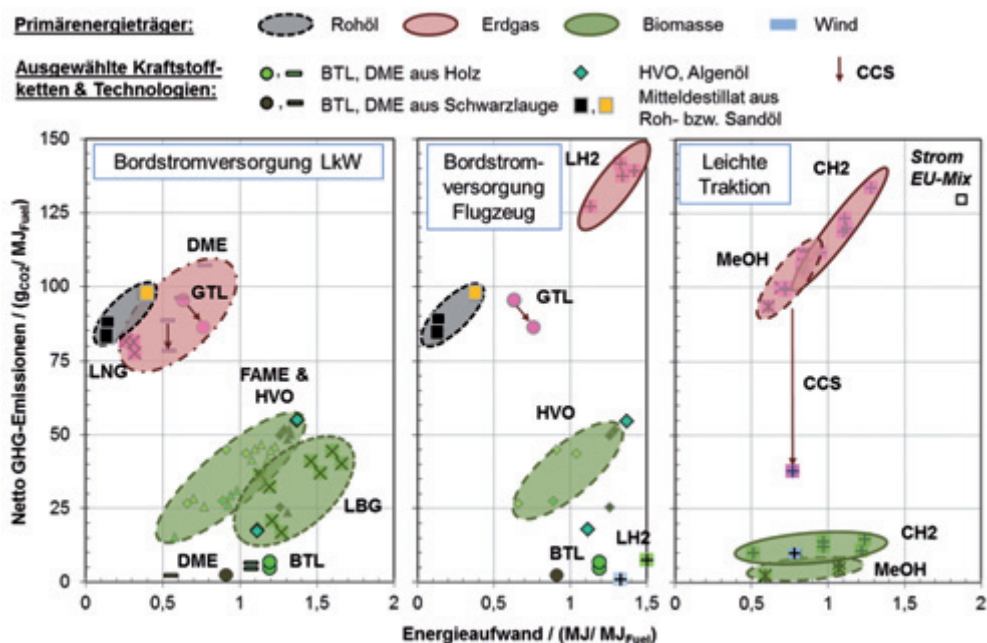 Primärenergieträger:
Rohöl
Erdgas
Biomasse
Wind
Ausgewählte Kraftstoff-
ketten & Technologien:
BTL, DME aus Holz
HVO, Algenöl
CCS
BTL, DME aus Schwarzlauge
Mitteldestillat aus
Roh- bzw. Sandöl
Netto GHG-Emissionen / (gCO2/ MJFuel)
150
125
100
75
50
25
0
Bordstromversorgung LkW
DME
GTL
LNG
FAME &
HVO
LBG
DME
BTL
0
0,5
1
1,5
2
Bordstrom-
versorgung
Flugzeug
LH2
GTL
HVO
BTL
LH2
0
0,5
1
1,5
Leichte
Traktion
CH2
Strom
EU-Mix
MeOH
CCS
CH2
MeOH
0
0,5
1
1,5
2
Energieaufwand / (MJ/ MJFuel)